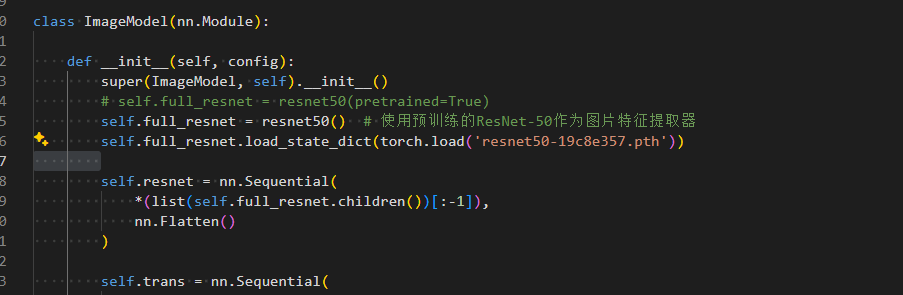 0 class ImageModel(nn.Module):
1
2 def __init__(self, config):
3 super(ImageModel, self).__init__()
4 # self.full_resnet = resnet50(pretrained=True)
5 self.full_resnet = resnet50() # 使用预训练的ResNet-50作为图片特征提取器
6 self.full_resnet.load_state_dict(torch.load('resnet50-19c8e357.pth'))
7
8 self.resnet = nn.Sequential(
9 *(list(self.full_resnet.children())[:-1]),
0 nn.Flatten()
1 )
2
3 self.trans = nn.Sequential(